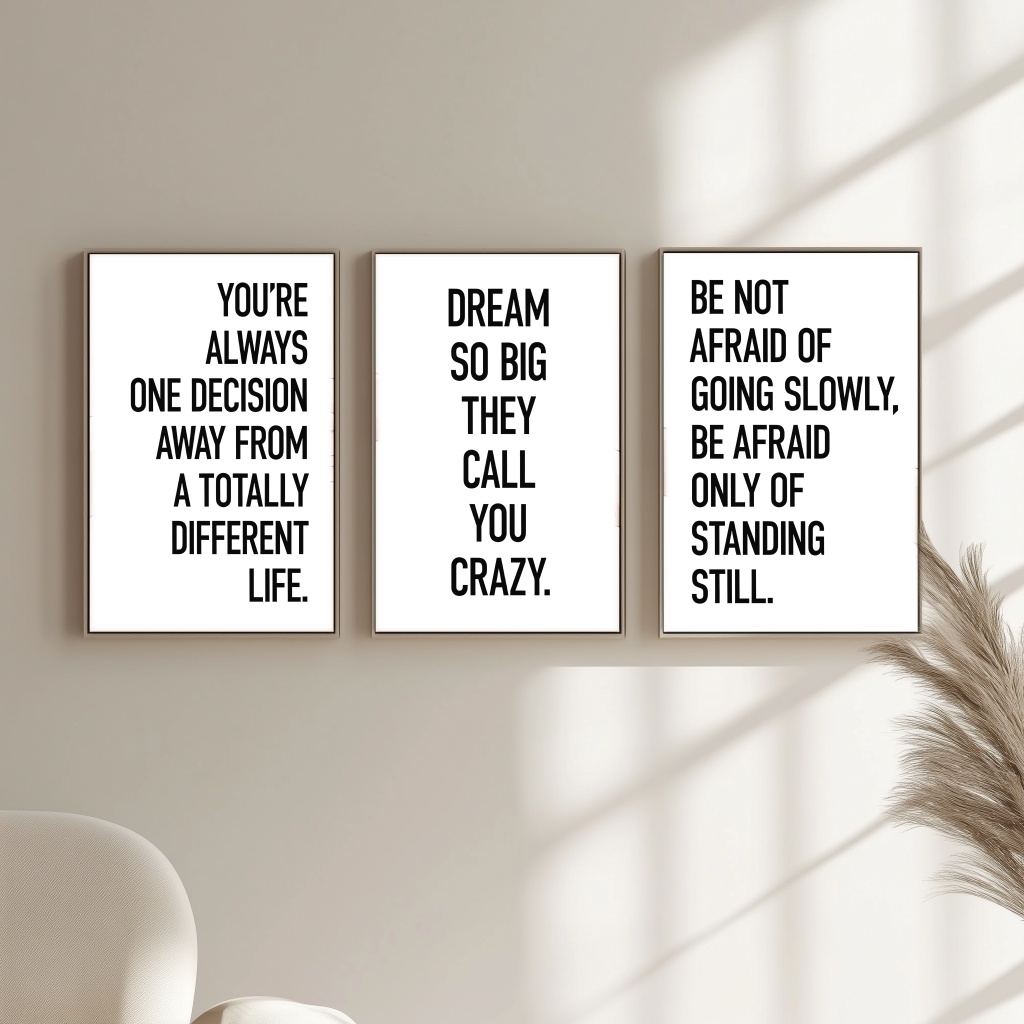 YOU'RE
ALWAYS
ONE DECISION
AWAY FROM
A TOTALLY
DIFFERENT
LIFE.
DREAM
SO BIG
THEY
CALL
YOU
CRAZY.
BE NOT
AFRAID OF
GOING SLOWLY,
BE AFRAID
ONLY OF
STANDING
STILL.